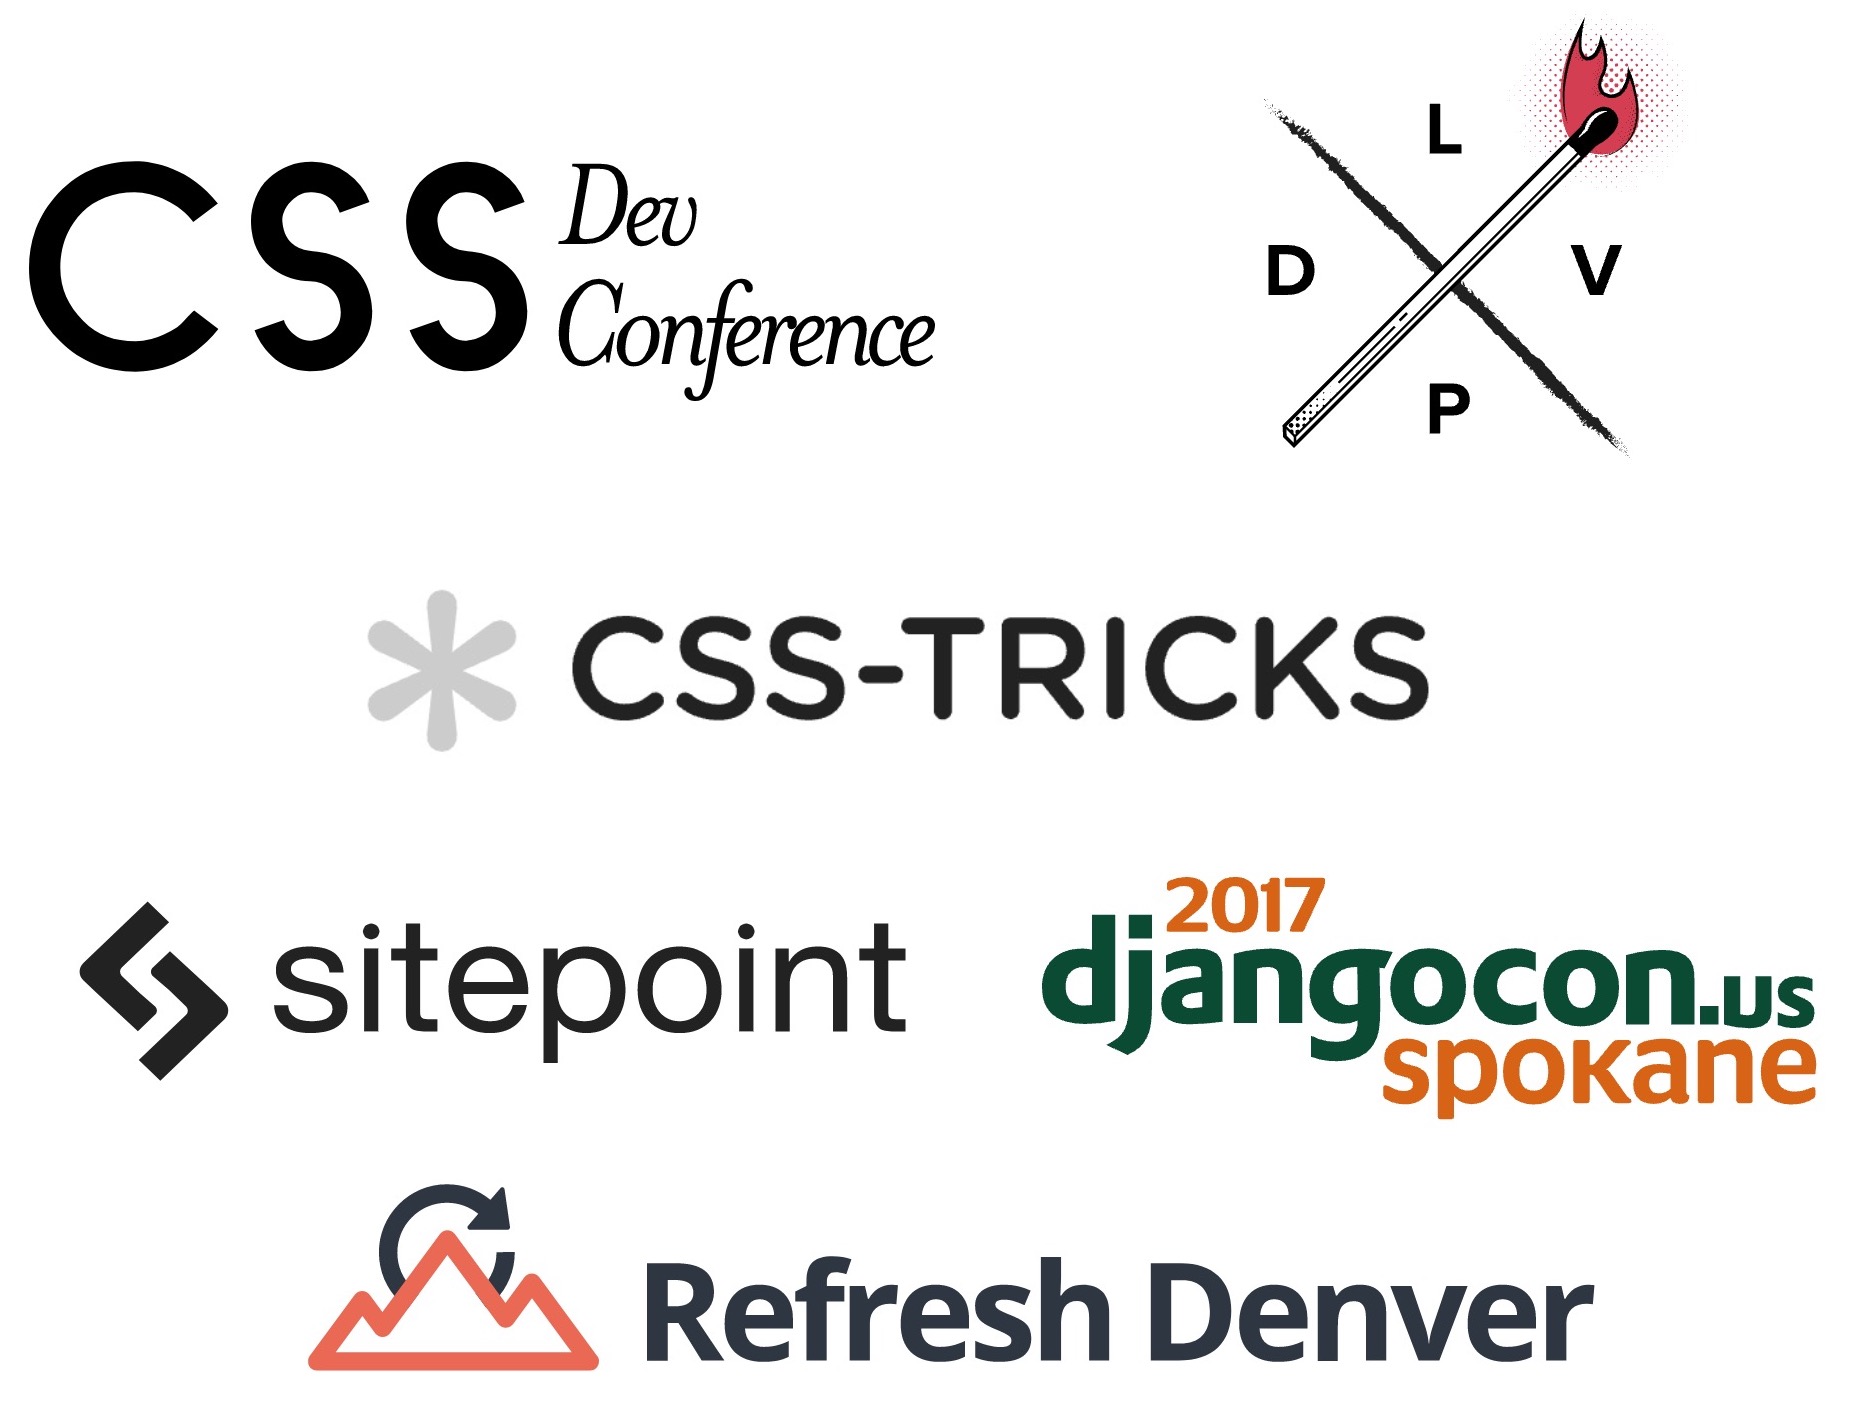 CSS Dev
Conference
L
D V
P
CSS-TRICKS
sitepoint
2017
djangocon.us
spokane
Refresh Denver